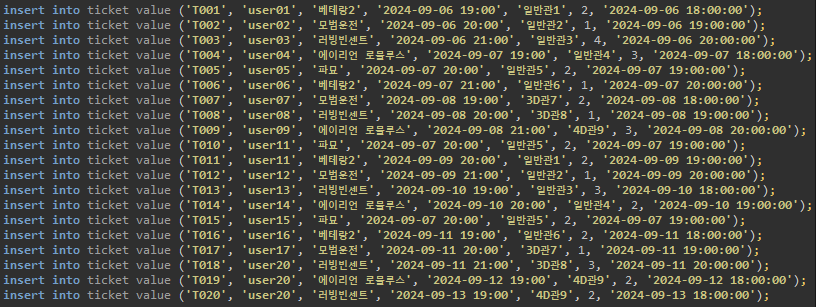 insert into ticket value ('T001', 'user01', '베테랑2', '2024-09-06 19:00', '일반관1', 2, '2024-09-06 18:00:00');
insert into ticket value ('T002', 'user02', '모범운전', '2024-09-06 20:00', '일반관2', 1, '2024-09-06 19:00:00');
insert into ticket value ('T003', 'user03', '러빙빈센트', '2024-09-06 21:00', '일반관3', 4, '2024-09-06 20:00:00');
insert into ticket value ('T004', 'user04', '에이리언 로물루스', '2024-09-07 19:00', '일반관4', 3, '2024-09-07 18:00:00');
insert into ticket value ('T005', 'user05', '파묘', '2024-09-07 20:00', '일반관5', 2, '2024-09-07 19:00:00');
insert into ticket value ('T006', 'user06', '베테랑2', '2024-09-07 21:00', '일반관6', 1, '2024-09-07 20:00:00');
insert into ticket value ('T007', 'user07', '모범운전', '2024-09-08 19:00', '3D관7', 2, '2024-09-08 18:00:00');
insert into ticket value ('T008', 'user08', '러빙빈센트', '2024-09-08 20:00', '3D관8', 1, '2024-09-08 19:00:00');
insert into ticket value ('T009', 'user09', '에이리언 로물루스', '2024-09-08 21:00', '4D관9', 3, '2024-09-08 20:00:00');
insert into ticket value ('T010', 'user11', '파묘', '2024-09-07 20:00', '일반관5', 2, '2024-09-07 19:00:00');
insert into ticket value ('T011', 'user11', '베테랑2', '2024-09-09 20:00', '일반관1', 2, '2024-09-09 19:00:00');
insert into ticket value ('T012', 'user12', '모범운전', '2024-09-09 21:00', '일반관2', 1, '2024-09-09 20:00:00');
insert into ticket value ('T013', 'user13', '러빙빈센트', '2024-09-10 19:00', '일반관3', 3, '2024-09-10 18:00:00');
insert into ticket value ('T014', 'user14', '에이리언 로물루스', '2024-09-10 20:00', '일반관4', 2, '2024-09-10 19:00:00');
insert into ticket value ('T015', 'user15', '파묘', '2024-09-07 20:00', '일반관5', 2, '2024-09-07 19:00:00');
insert into ticket value ('T016', 'user16', '베테랑2', '2024-09-11 19:00', '일반관6', 2, '2024-09-11 18:00:00');
insert into ticket value ('T017', 'user17', '모범운전', '2024-09-11 20:00', '3D관7', 1, '2024-09-11 19:00:00');
insert into ticket value ('T018', 'user20', '러빙빈센트', '2024-09-11 21:00', '3D관8', 3, '2024-09-11 20:00:00');
insert into ticket value ('T019', 'user20', '에이리언 로물루스', '2024-09-12 19:00', '4D관9', 2, '2024-09-12 18:00:00');
insert into ticket value ('T020', 'user20', '러빙빈센트', '2024-09-13 19:00', '4D관9', 2, '2024-09-13 18:00:00');